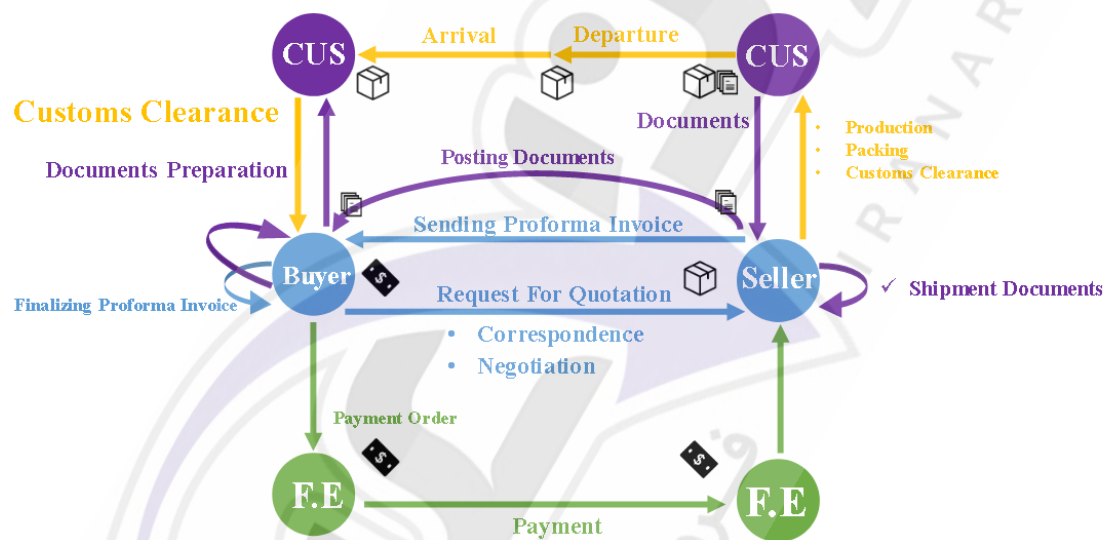 CUS
Arrival
Departure
CUS
Customs Clearance
Documents
• Production
• Packing
• Customs Clearance
Documents Preparation
Posting Documents
Sending Proforma Invoice
Buyer
$
Seller
Finalizing Proforma Invoice
Request For Quotation
✓ Shipment Documents
• Correspondence
• Negotiation
Payment Order
$
$
F.E
F.E
Payment